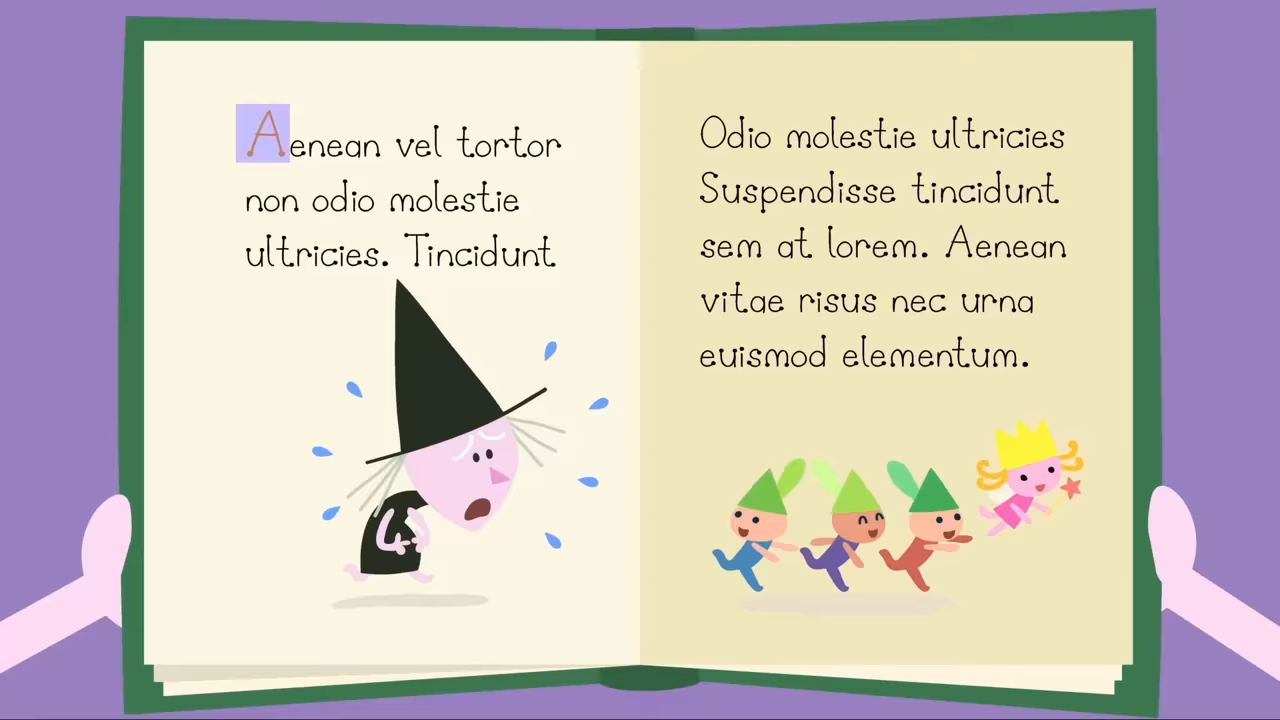 Aenean vel tortor
non odio molestie
ultricies. Tincidunt
Odio molestie ultricies
Suspendisse tincidunt
sem at lorem. Aenean
vitae risus nec urna
euismod elementum.